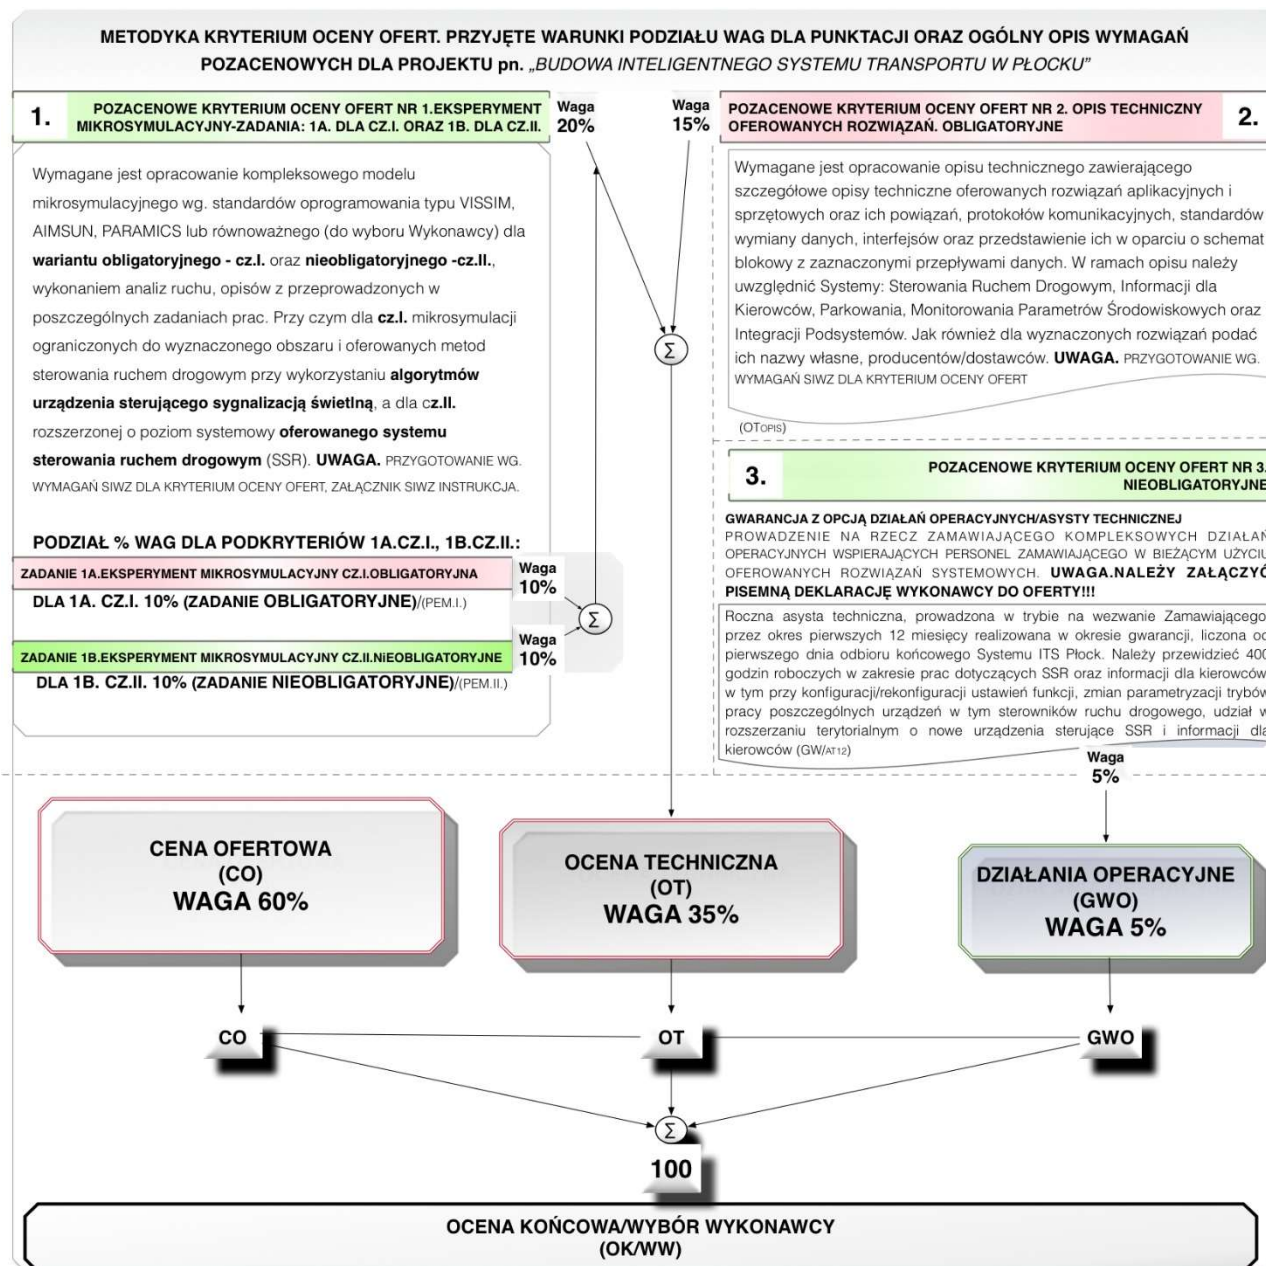 METODYKA KRYTERIUM OCENY OFERT. PRZYJĘTE WARUNKI PODZIAŁU WAG DLA PUNKTACJI ORAZ OGÓLNY OPIS WYMAGAŃ
POZACENOWYCH DLA PROJEKTU pn. „BUDOWA INTELIGENTNEGO SYSTEMU TRANSPORTU W PŁOCKU”
1.
POZACENOWE KRYTERIUM OCENY OFERT NR 1.EKSPERYMENT
MIKROSYMULACYJNY-ZADANIA: 1A. DLA CZ.I. ORAZ 1B. DLA CZ.II.
Waga
20%
Wymagane jest opracowanie kompleksowego modelu
mikrosymulacyjnego wg. standardów oprogramowania typu VISSIM,
AIMSUN, PARAMICS lub równoważnego (do wyboru Wykonawcy) dla
wariantu obligatoryjnego - cz.I. oraz nieobligatoryjnego -cz.II.,
wykonaniem analiz ruchu, opisów z przeprowadzonych w
poszczególnych zadaniach prac. Przy czym dla cz.I. mikrosymulacji
ograniczonych do wyznaczonego obszaru i oferowanych metod
sterowania ruchem drogowym przy wykorzystaniu algorytmów
urządzenia sterującego sygnalizacją świetlną, a dla cz.II.
rozszerzonej o poziom systemowy oferowanego systemu
sterowania ruchem drogowym (SSR). UWAGA. PRZYGOTOWANIE WG.
WYMAGAŃ SIWZ DLA KRYTERIUM OCENY OFERT, ZAŁĄCZNIK SIWZ INSTRUKCJA.
PODZIAŁ % WAG DLA PODKRYTERIÓW 1A.CZ.I., 1B.CZ.II.:
ZADANIE 1A.EKSPERYMENT MIKROSYMULACYJNY CZ.I.OBLIGATORYJNA
Waga
10%
DLA 1A. CZ.I. 10% (ZADANIE OBLIGATORYJNE)/(PEM.I.)
Σ
ZADANIE 1B.EKSPERYMENT MIKROSYMULACYJNY CZ.II.NiEOBLIGATORYJNE
Waga
10%
DLA 1B. CZ.II. 10% (ZADANIE NIEOBLIGATORYJNE)/(PEM.II.)
Waga
15%
POZACENOWE KRYTERIUM OCENY OFERT NR 2. OPIS TECHNICZNY
OFEROWANYCH ROZWIĄZAŃ. OBLIGATORYJNE
2.
Wymagane jest opracowanie opisu technicznego zawierającego
szczegółowe opisy techniczne oferowanych rozwiązań aplikacyjnych i
sprzętowych oraz ich powiązań, protokołów komunikacyjnych, standardów
wymiany danych, interfejsów oraz przedstawienie ich w oparciu o schemat
blokowy z zaznaczonymi przepływami danych. W ramach opisu należy
uwzględnić Systemy: Sterowania Ruchem Drogowym, Informacji dla
Kierowców, Parkowania, Monitorowania Parametrów Środowiskowych oraz
Integracji Podsystemów. Jak również dla wyznaczonych rozwiązań podać
ich nazwy własne, producentów/dostawców. UWAGA. PRZYGOTOWANIE WG.
WYMAGAŃ SIWZ DLA KRYTERIUM OCENY OFERT
(OTOPIS)
Σ
3.
POZACENOWE KRYTERIUM OCENY OFERT NR 3.
NIEOBLIGATORYJNE
GWARANCJA Z OPCJĄ DZIAŁAŃ OPERACYJNYCH/ASYSTY TECHNICZNEJ
PROWADZENIE NA RZECZ ZAMAWIAJĄCEGO KOMPLEKSOWYCH DZIAŁAŃ
OPERACYJNYCH WSPIERAJĄCYCH PERSONEL ZAMAWIAJĄCEGO W BIEŻĄCYM UŻYCIU
OFEROWANYCH ROZWIĄZAŃ SYSTEMOWYCH. UWAGA.NALEŻY ZAŁĄCZYĆ
PISEMNĄ DEKLARACJĘ WYKONAWCY DO OFERTY!!!
Roczna asysta techniczna, prowadzona w trybie na wezwanie Zamawiającego
przez okres pierwszych 12 miesięcy realizowana w okresie gwarancji, liczona od
pierwszego dnia odbioru końcowego Systemu ITS Płock. Należy przewidzieć 400
godzin roboczych w zakresie prac dotyczących SSR oraz informacji dla kierowców
w tym przy konfiguracji/rekonfiguracji ustawień funkcji, zmian parametryzacji trybów
pracy poszczególnych urządzeń w tym sterowników ruchu drogowego, udział w
rozszerzaniu terytorialnym o nowe urządzenia sterujące SSR i informacji dla
kierowców (GW/AT12)
Waga
5%
CENA OFERTOWA
(CO)
WAGA 60%
OCENA TECHNICZNA
(OT)
WAGA 35%
DZIAŁANIA OPERACYJNE
(GWO)
WAGA 5%
CO
OT
GWO
Σ
100
OCENA KOŃCOWA/WYBÓR WYKONAWCY
(OK/WW)